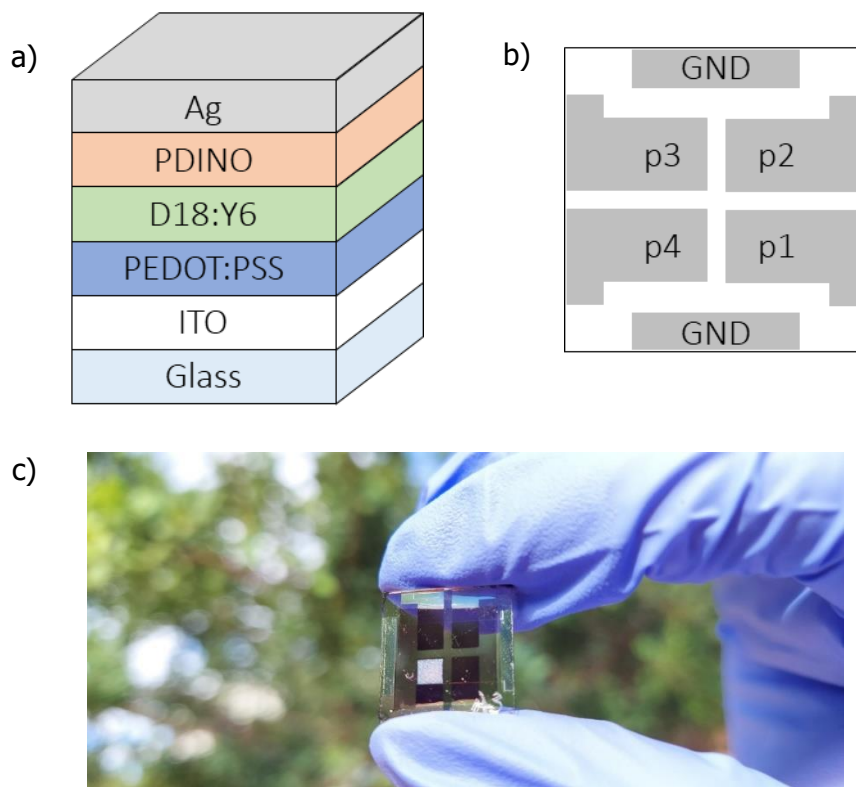 a)
Ag
PDINO
D18:Y6
PEDOT:PSS
ITO
Glass
b)
GND
p3 p2
p4 p1
GND
c)